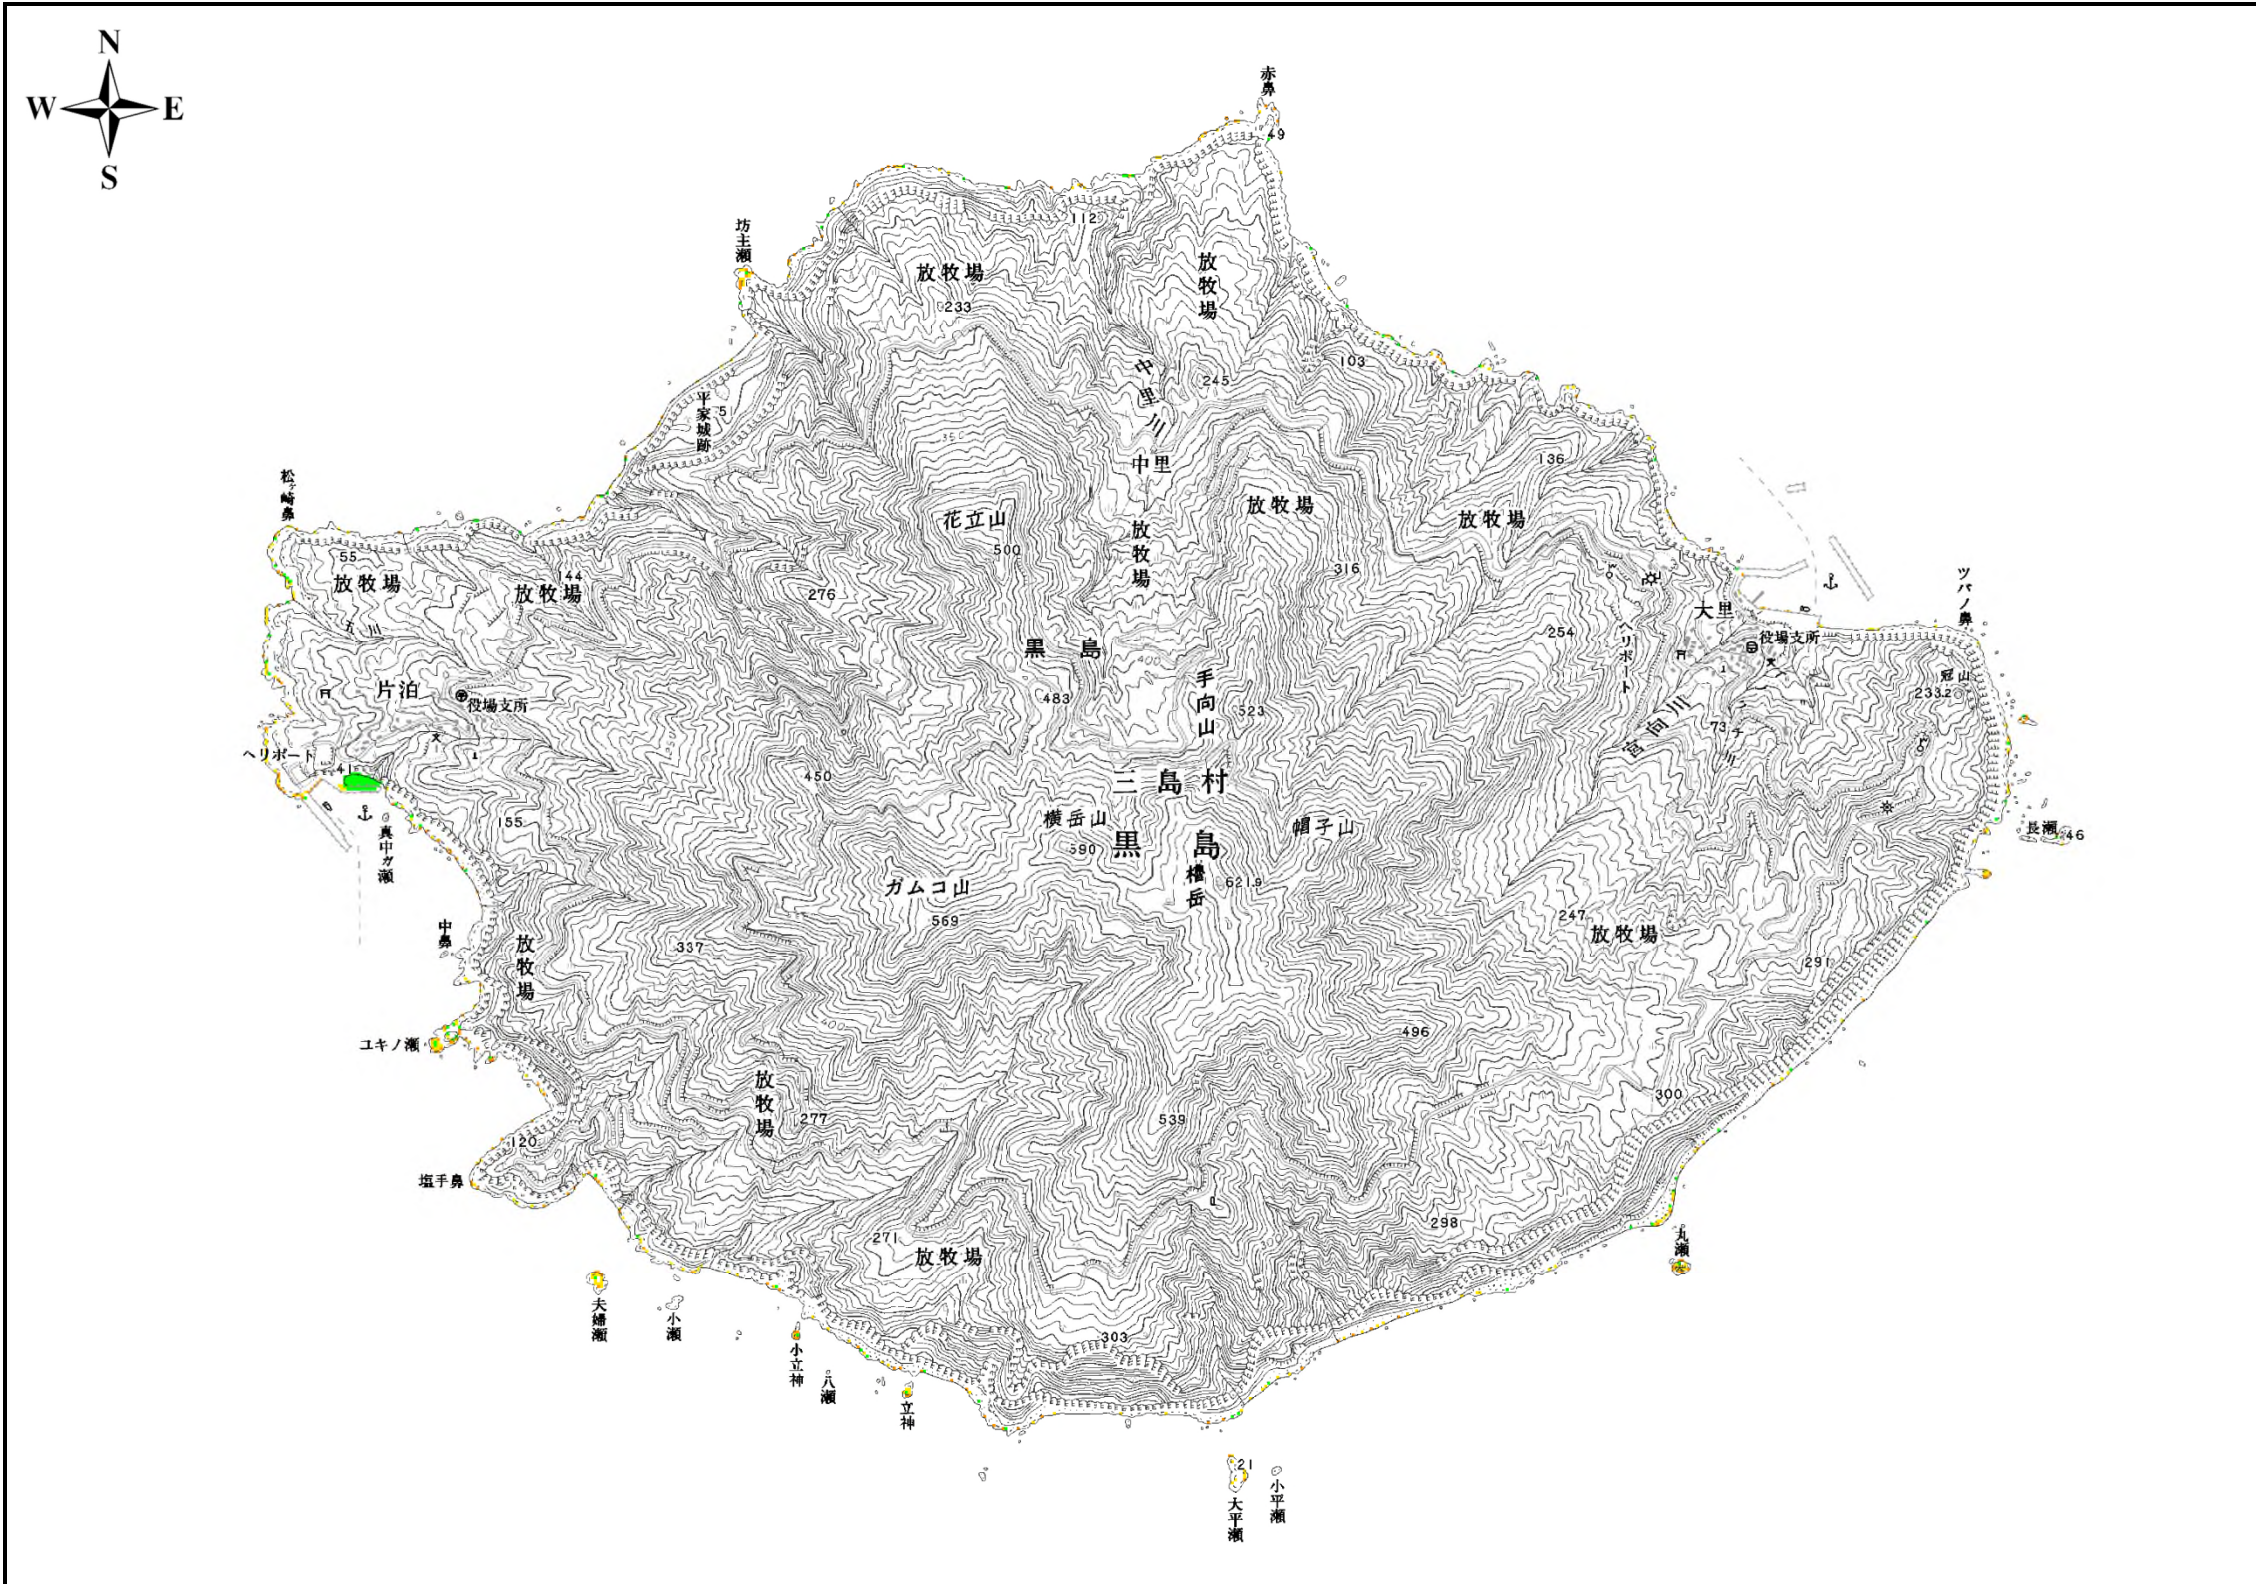 N
W E
S
赤鼻
49
112
坊主瀬
放牧場
放牧場
233
103
中里川
245
平家城跡
51
136
中里
松ヶ崎鼻
放牧場
放牧場
花立山
放牧場
500
55
放牧場
144
放牧場
316
276
ツバノ鼻
大里
五川
254
ヘリポート
役場支所
黒島
400
手向山
冠山
233.2
片泊
役場支所
483
523
宮向川
73
ヘリポート
41
450
三島村
横岳山
帽子山
真中ガ瀬
155
590
黒島
長瀬
46
櫓岳
621.9
ガムコ山
569
247
放牧場
中鼻
放牧場
337
291
ユキノ瀬
400
496
放牧場
277
300
539
120
塩手鼻
298
271
放牧場
300
丸瀬
夫婦瀬
小瀬
303
小立神
八瀬
立神
21
大平瀬
小平瀬